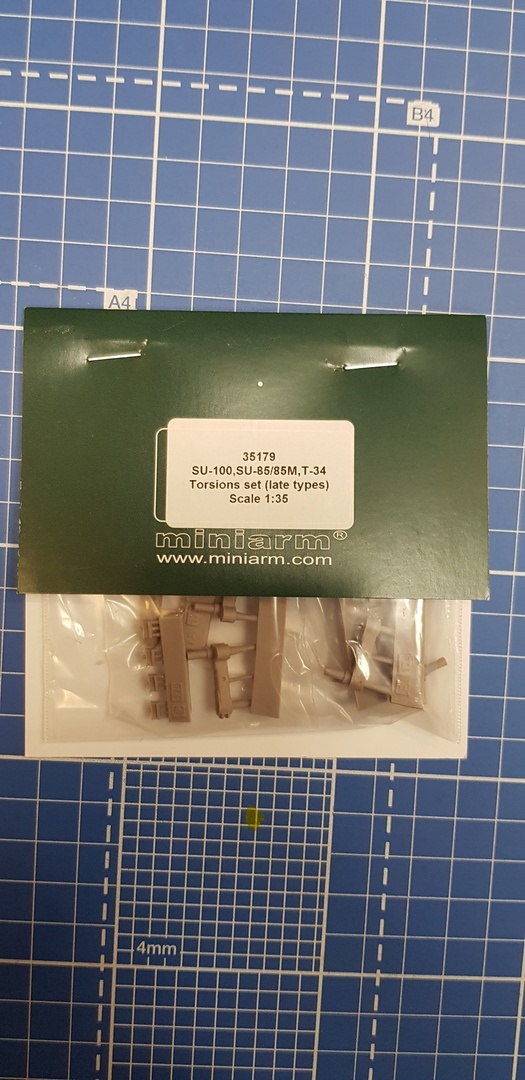 B4
A4
35179
SU-100,SU-85/85M,T-34
Torsions set (late types)
Scale 1:35
miniarm®
www.miniarm.com
4mm